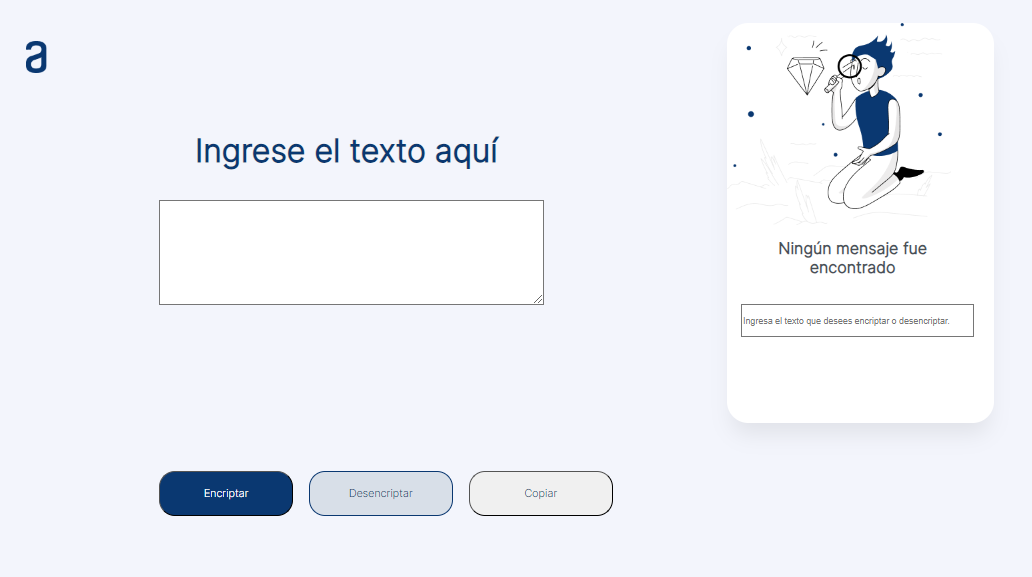 a
Ingrese el texto aquí
Ningún mensaje fue
encontrado
Ingresa el texto que desees encriptar o desencriptar.
Encriptar
Desencriptar
Copiar